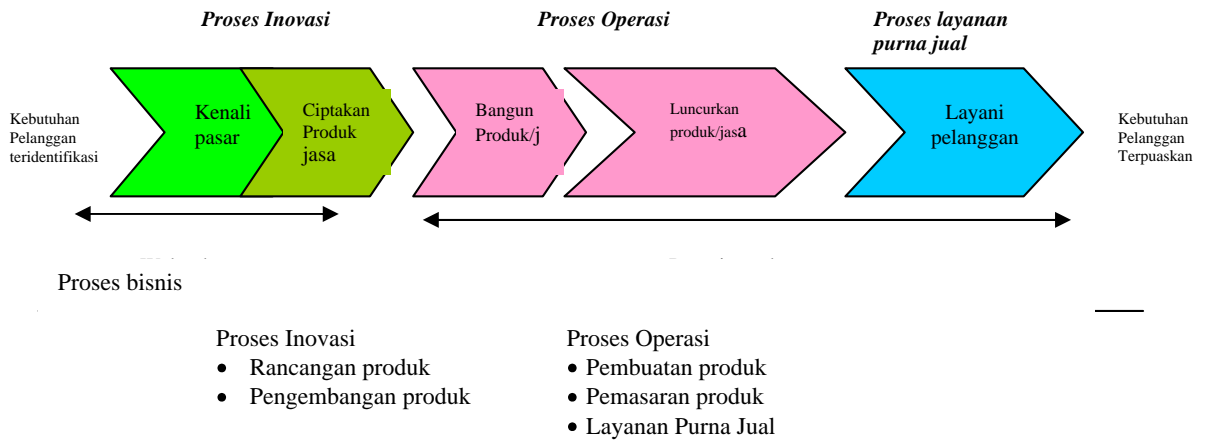 Proses Inovasi
Proses Operasi
Proses layanan
purna jual
Kebutuhan
Pelanggan
teridentifikasi
Kenali
pasar
Ciptakan
Produk
jasa
Bangun
Produk/j
Luncurkan
produk/jasa
Layani
pelanggan
Kebutuhan
Pelanggan
Terpuaskan
Proses bisnis
Proses Inovasi
• Rancangan produk
• Pengembangan produk
Proses Operasi
• Pembuatan produk
• Pemasaran produk
• Layanan Purna Jual